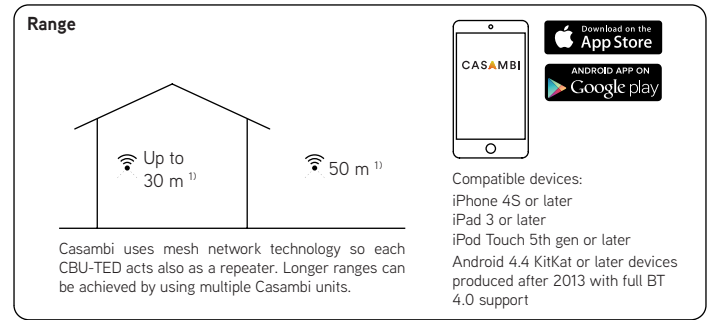 Range
Up to
30 m 1)
50 m 1)
Casambi uses mesh network technology so each
CBU-TED acts also as a repeater. Longer ranges can
be achieved by using multiple Casambi units.
CASAMBI
Download on the
App Store
ANDROID APP ON
Google play
Compatible devices:
iPhone 4S or later
iPad 3 or later
iPod Touch 5th gen or later
Android 4.4 KitKat or later devices
produced after 2013 with full BT
4.0 support